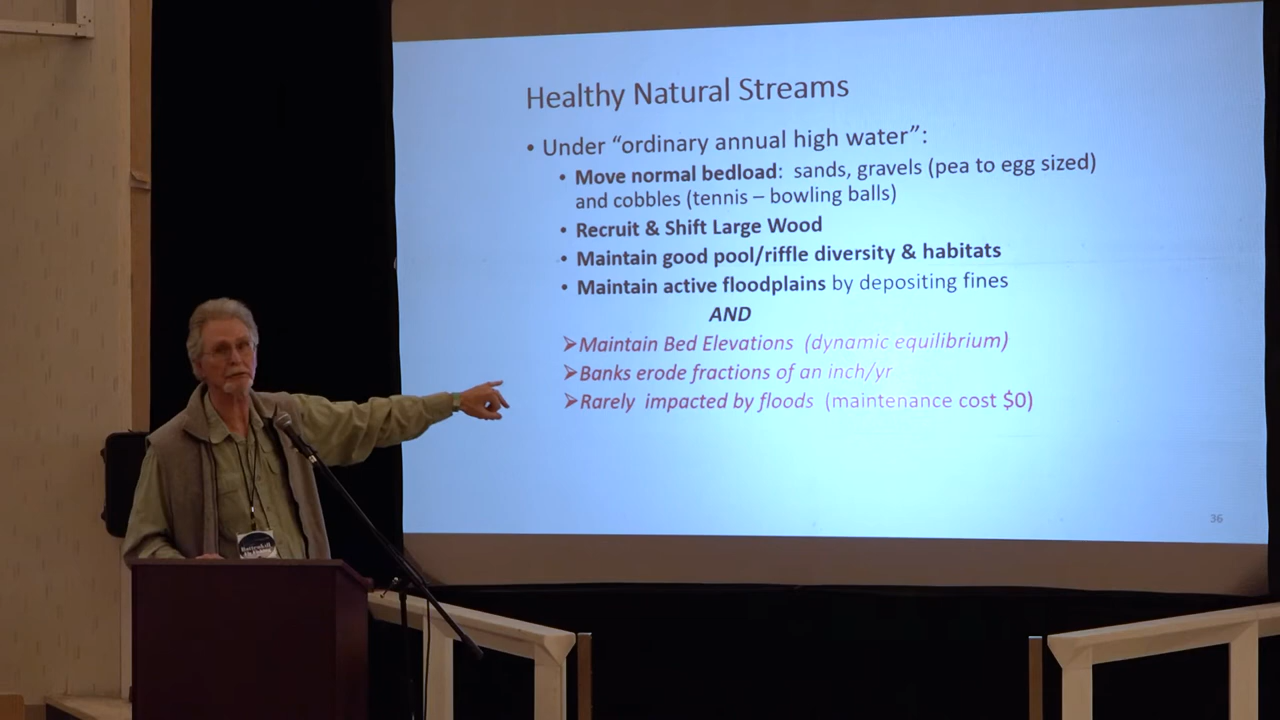 Healthy Natural Streams
• Under “ordinary annual high water”:
• Move normal bedload: sands, gravels (pea to egg sized)
and cobbles (tennis – bowling balls)
• Recruit & Shift Large Wood
• Maintain good pool/riffle diversity & habitats
• Maintain active floodplains by depositing fines
AND
➢Maintain Bed Elevations (dynamic equilibrium)
➢Banks erode fractions of an inch/yr
➢Rarely impacted by floods (maintenance cost $0)
36